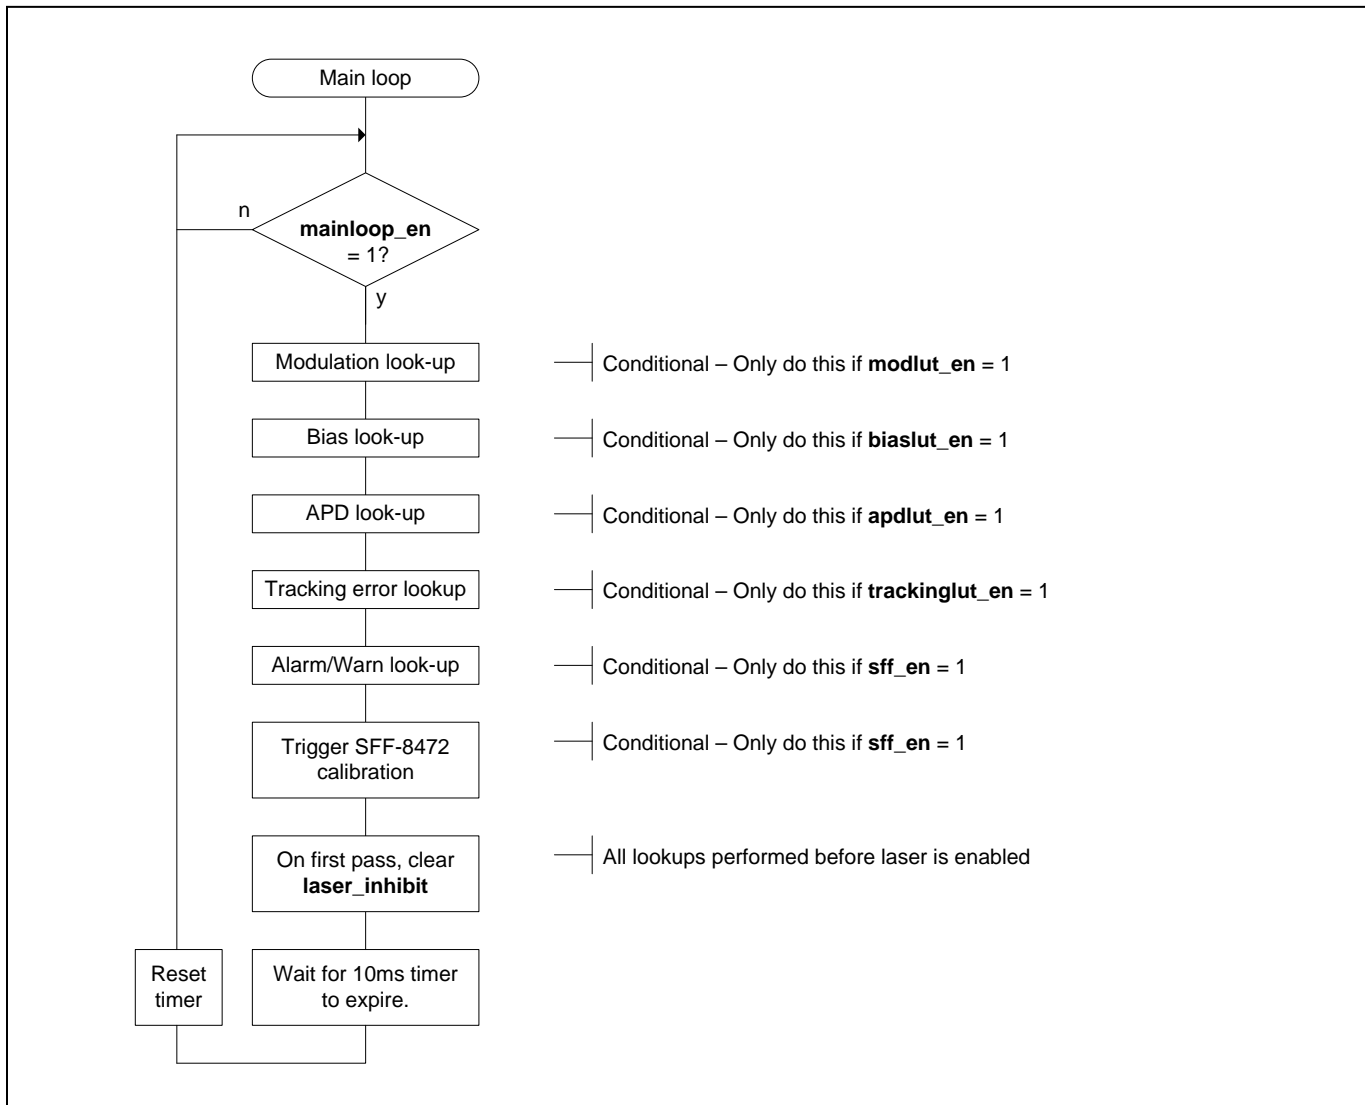 Main loop
n
mainloop_en
= 1?
y
Modulation look-up
Conditional – Only do this if modlut_en = 1
Bias look-up
Conditional – Only do this if biaslut_en = 1
APD look-up
Conditional – Only do this if apdlut_en = 1
Tracking error lookup
Conditional – Only do this if trackinglut_en = 1
Alarm/Warn look-up
Conditional – Only do this if sff_en = 1
Trigger SFF-8472
calibration
Conditional – Only do this if sff_en = 1
On first pass, clear
laser_inhibit
All lookups performed before laser is enabled
Reset
timer
Wait for 10ms timer
to expire.